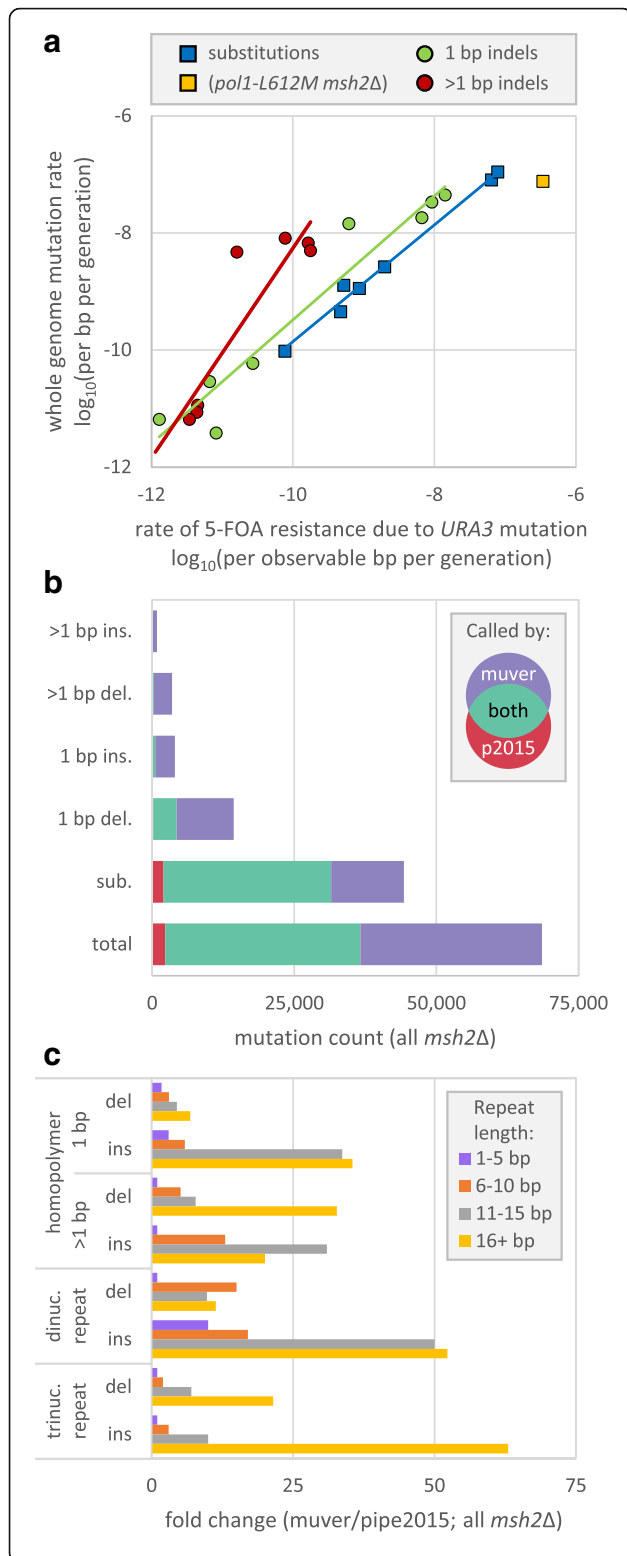 a
substitutions
1 bp indels
(pol1-L612M msh2Δ)
>1 bp indels
whole genome mutation rate
log10(per bp per generation)
-6
-8
-10
-12
-12
-10
-8
-6
rate of 5-FOA resistance due to URA3 mutation
log10(per observable bp per generation)
b
>1 bp ins.
>1 bp del.
1 bp ins.
1 bp del.
sub.
total
Called by:
muver
both
p2015
0
25,000
50,000
75,000
mutation count (all msh2Δ)
c
homopolymer
1 bp
del
ins
>1 bp
del
ins
dinuc.
repeat
del
ins
trinuc.
repeat
del
ins
Repeat
length:
1-5 bp
6-10 bp
11-15 bp
16+ bp
0
25
50
75
fold change (muver/pipe2015; all msh2Δ)